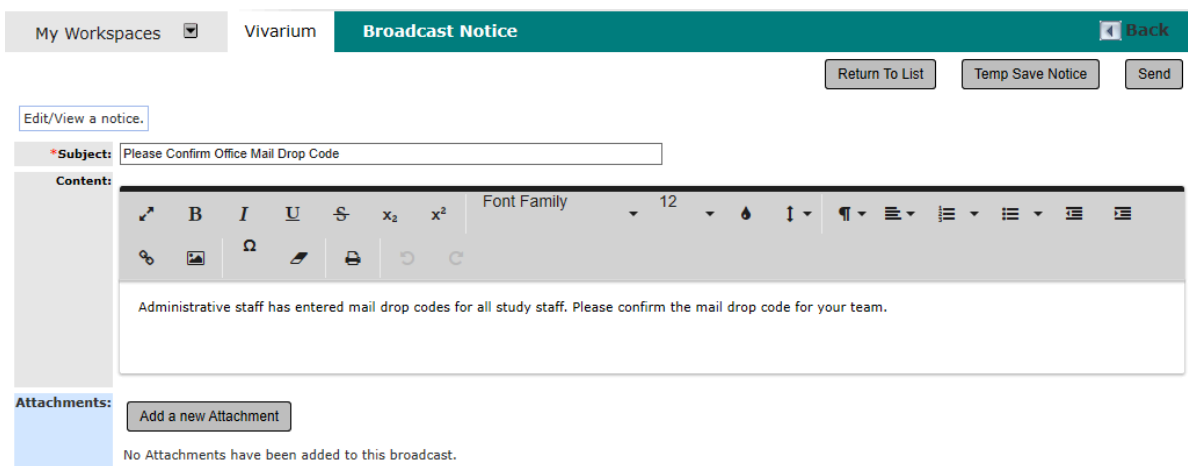 My Workspaces Vivarium Broadcast Notice Back
Return To List Temp Save Notice Send
Edit/View a notice.
*Subject: Please Confirm Office Mail Drop Code
Content:
B I U S x₂ x² Font Family 12 ¶
Ω
Administrative staff has entered mail drop codes for all study staff. Please confirm the mail drop code for your team.
Attachments:
Add a new Attachment
No Attachments have been added to this broadcast.